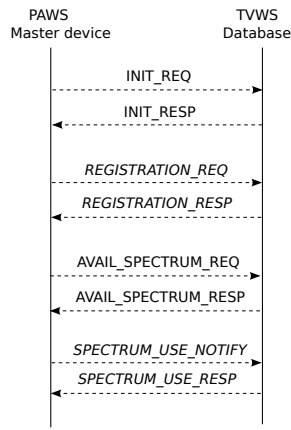 PAWS
Master device
TVWS
Database
INIT_REQ
INIT_RESP
REGISTRATION_REQ
REGISTRATION_RESP
AVAIL_SPECTRUM_REQ
AVAIL_SPECTRUM_RESP
SPECTRUM_USE_NOTIFY
SPECTRUM_USE_RESP